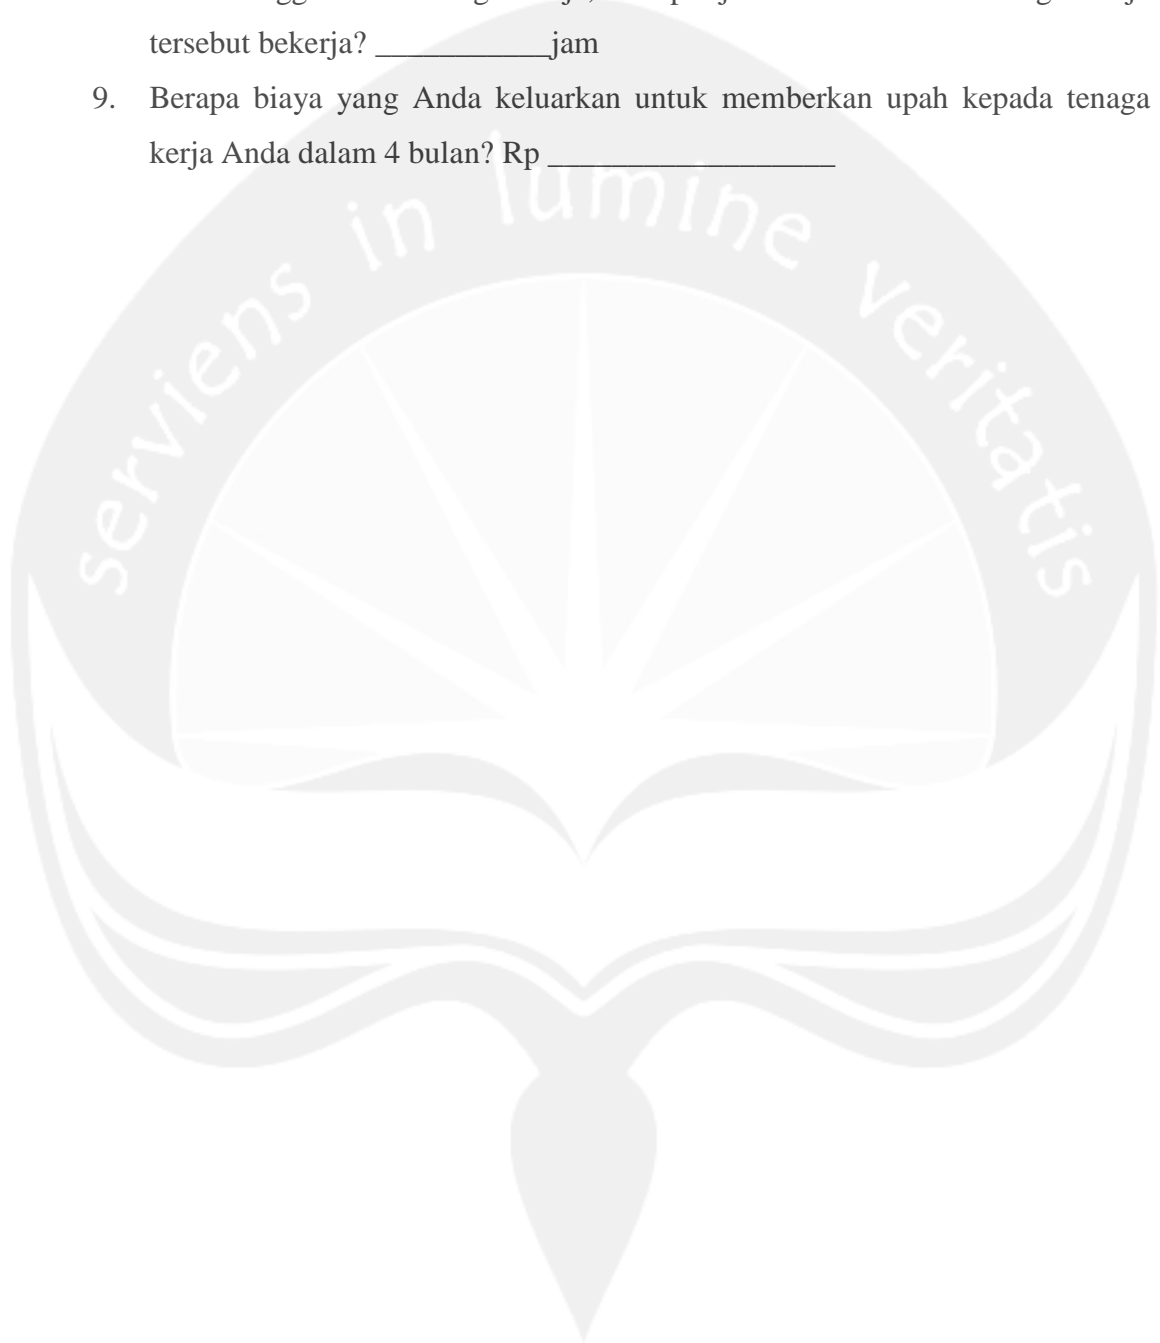 tersebut bekerja? ___________jam
9. Berapa biaya yang Anda keluarkan untuk memberkan upah kepada tenaga
kerja Anda dalam 4 bulan? Rp __________________
serviens in lumine veritatis